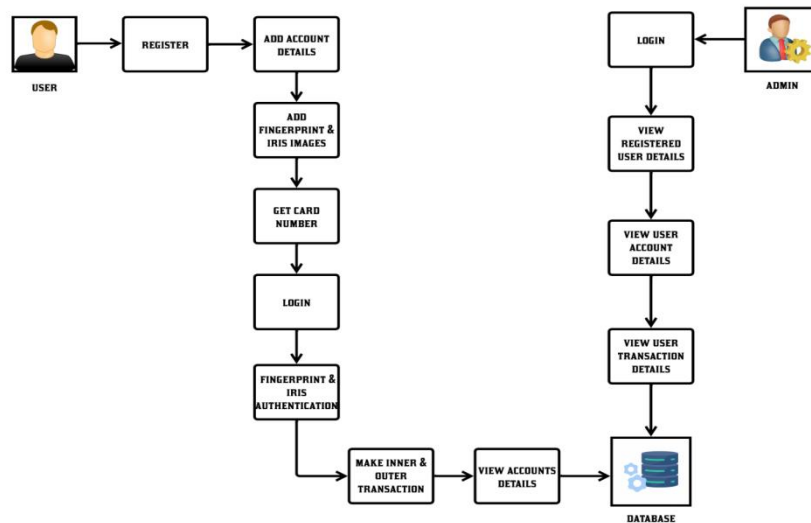 USER
REGISTER
ADD ACCOUNT
DETAILS
ADD
FINGERPRINT &
IRIS IMAGES
GET CARD
NUMBER
LOGIN
FINGERPRINT &
IRIS
AUTHENTICATION
MAKE INNER &
OUTER
TRANSACTION
VIEW ACCOUNTS
DETAILS
LOGIN
ADMIN
VIEW
REGISTERED
USER DETAILS
VIEW USER
ACCOUNT
DETAILS
VIEW USER
TRANSACTION
DETAILS
DATABASE